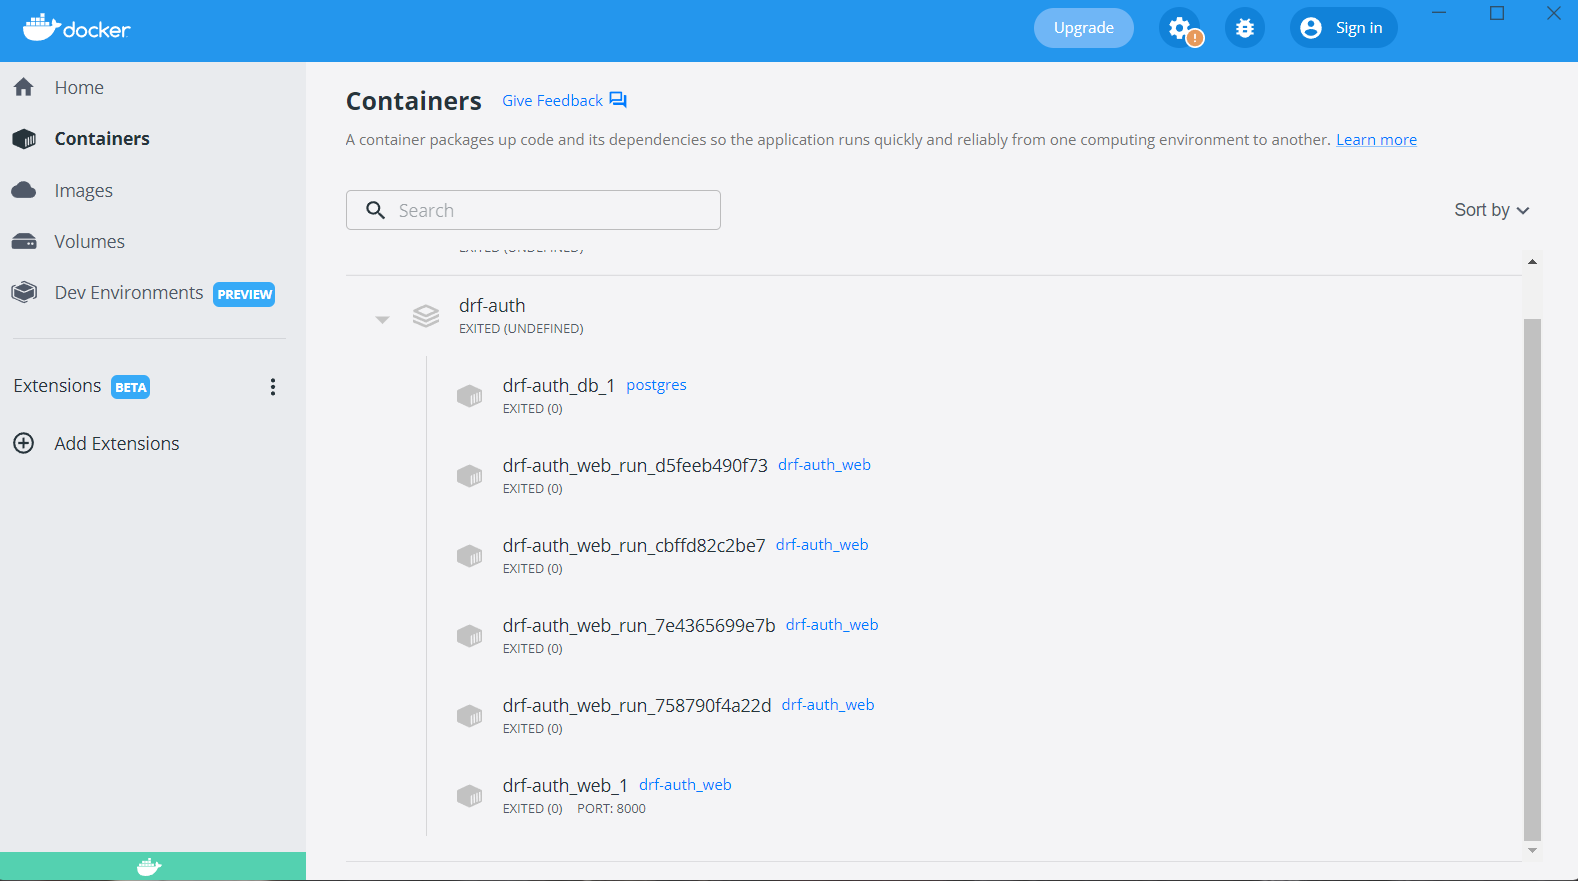 docker
Upgrade
Sign in
Home
Containers
Images
Volumes
Dev Environments PREVIEW
Extensions BETA
Add Extensions
Containers Give Feedback
A container packages up code and its dependencies so the application runs quickly and reliably from one computing environment to another. Learn more
Search
Sort by
EXITED (UNDEFINED)
drf-auth
EXITED (UNDEFINED)
drf-auth_db_1 postgres
EXITED (0)
drf-auth_web_run_d5feeb490f73 drf-auth_web
EXITED (0)
drf-auth_web_run_cbffd82c2be7 drf-auth_web
EXITED (0)
drf-auth_web_run_7e4365699e7b drf-auth_web
EXITED (0)
drf-auth_web_run_758790f4a22d drf-auth_web
EXITED (0)
drf-auth_web_1 drf-auth_web
EXITED (0) PORT: 8000